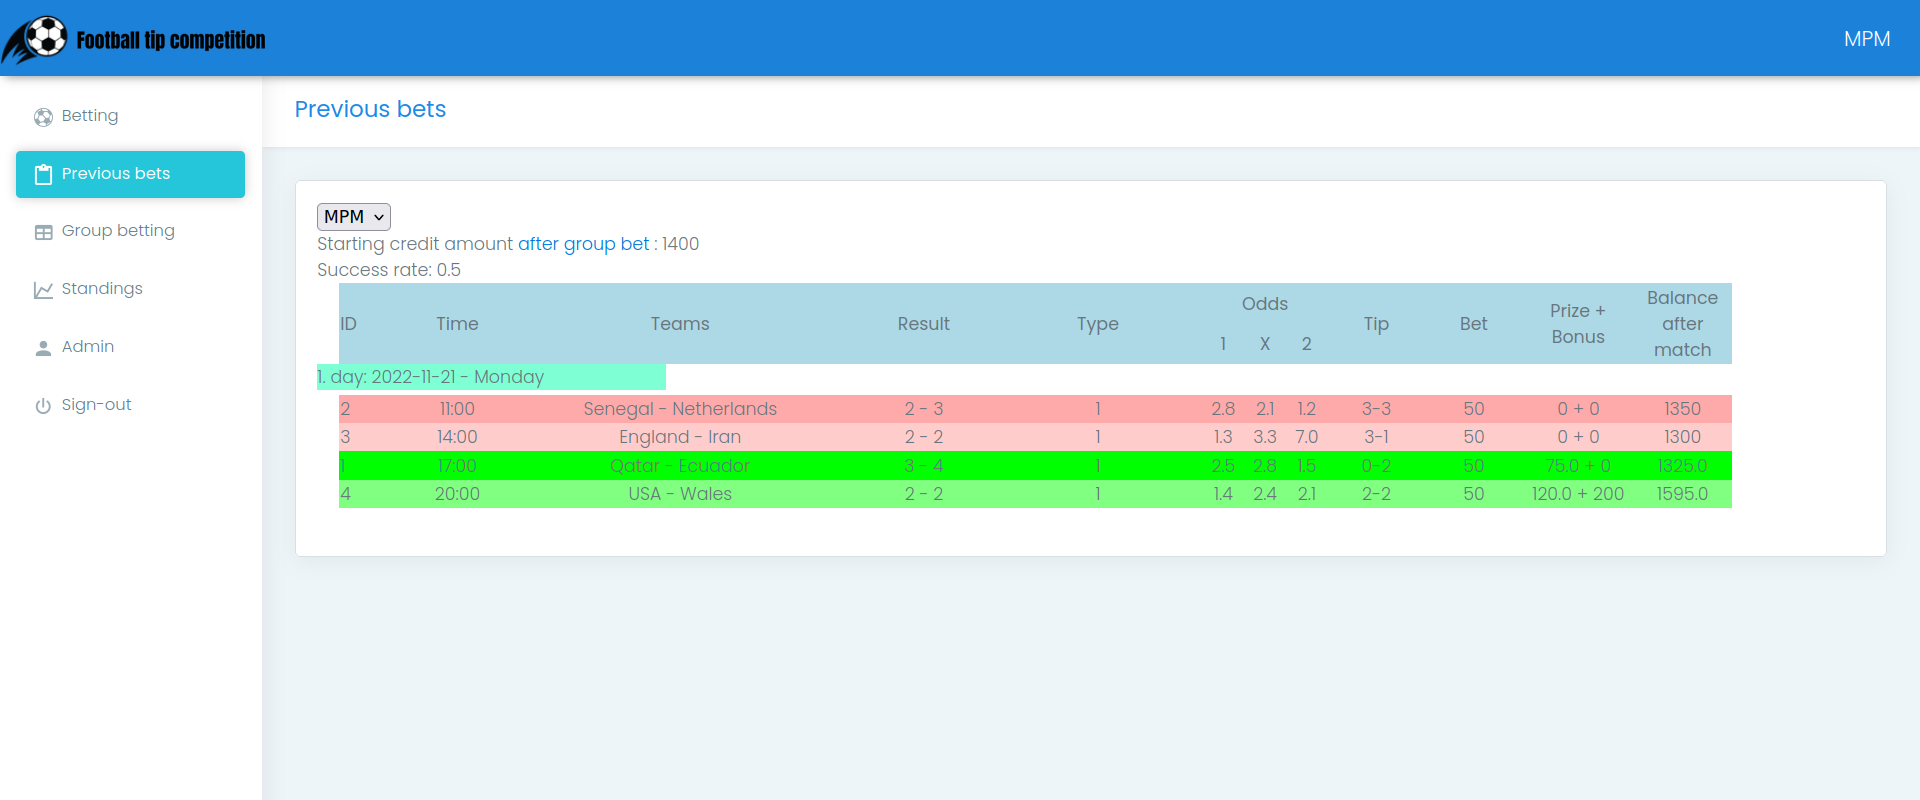 Football tip competition
MPM
Betting
Previous bets
Group betting
Standings
Admin
Sign-out
Previous bets
MPM
Starting credit amount after group bet : 1400
Success rate: 0.5
ID Time Teams Result Type Odds 1 X 2 Tip Bet Prize + Bonus Balance after match
1. day: 2022-11-21 - Monday
2 11:00 Senegal - Netherlands 2 - 3 1 2.8 2.1 1.2 3-3 50 0 + 0 1350
3 14:00 England - Iran 2 - 2 1 1.3 3.3 7.0 3-1 50 0 + 0 1300
1 17:00 Qatar - Ecuador 3 - 4 1 2.5 2.8 1.5 0-2 50 75.0 + 0 1325.0
4 20:00 USA - Wales 2 - 2 1 1.4 2.4 2.1 2-2 50 120.0 + 200 1595.0